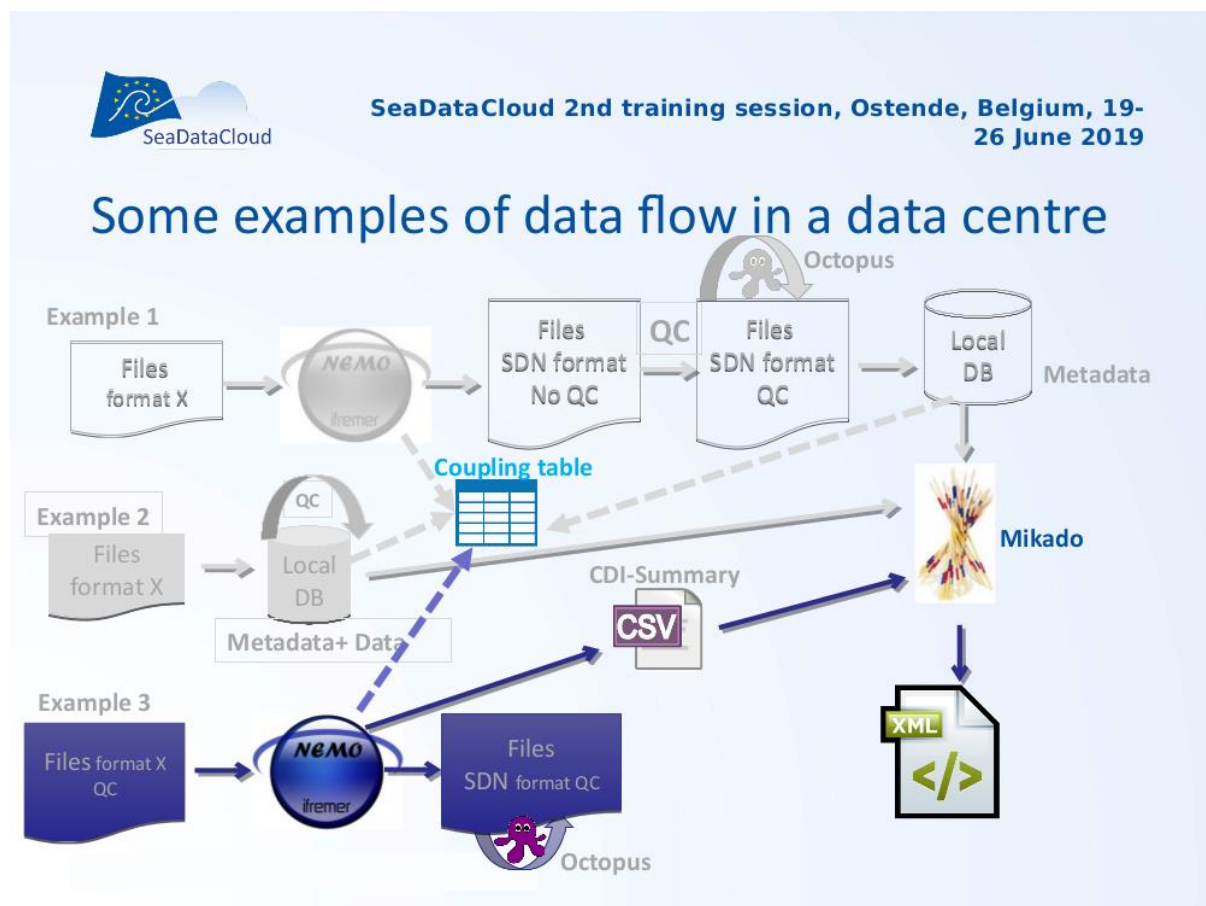 SeaDataCloud
SeaDataCloud 2nd training session, Ostende, Belgium, 19-
26 June 2019
Some examples of data flow in a data centre
Octopus
Example 1
Files
format X
NEMO
ifremer
Files
SDN format
No QC
QC
Files
SDN format
QC
Local
DB
Metadata
Coupling table
Example 2
Files
format X
QC
Local
DB
Metadata+ Data
CDI-Summary
CSV
Mikado
Example 3
Files format X
QC
NEMO
ifremer
Files
SDN format QC
Octopus
XML
</>